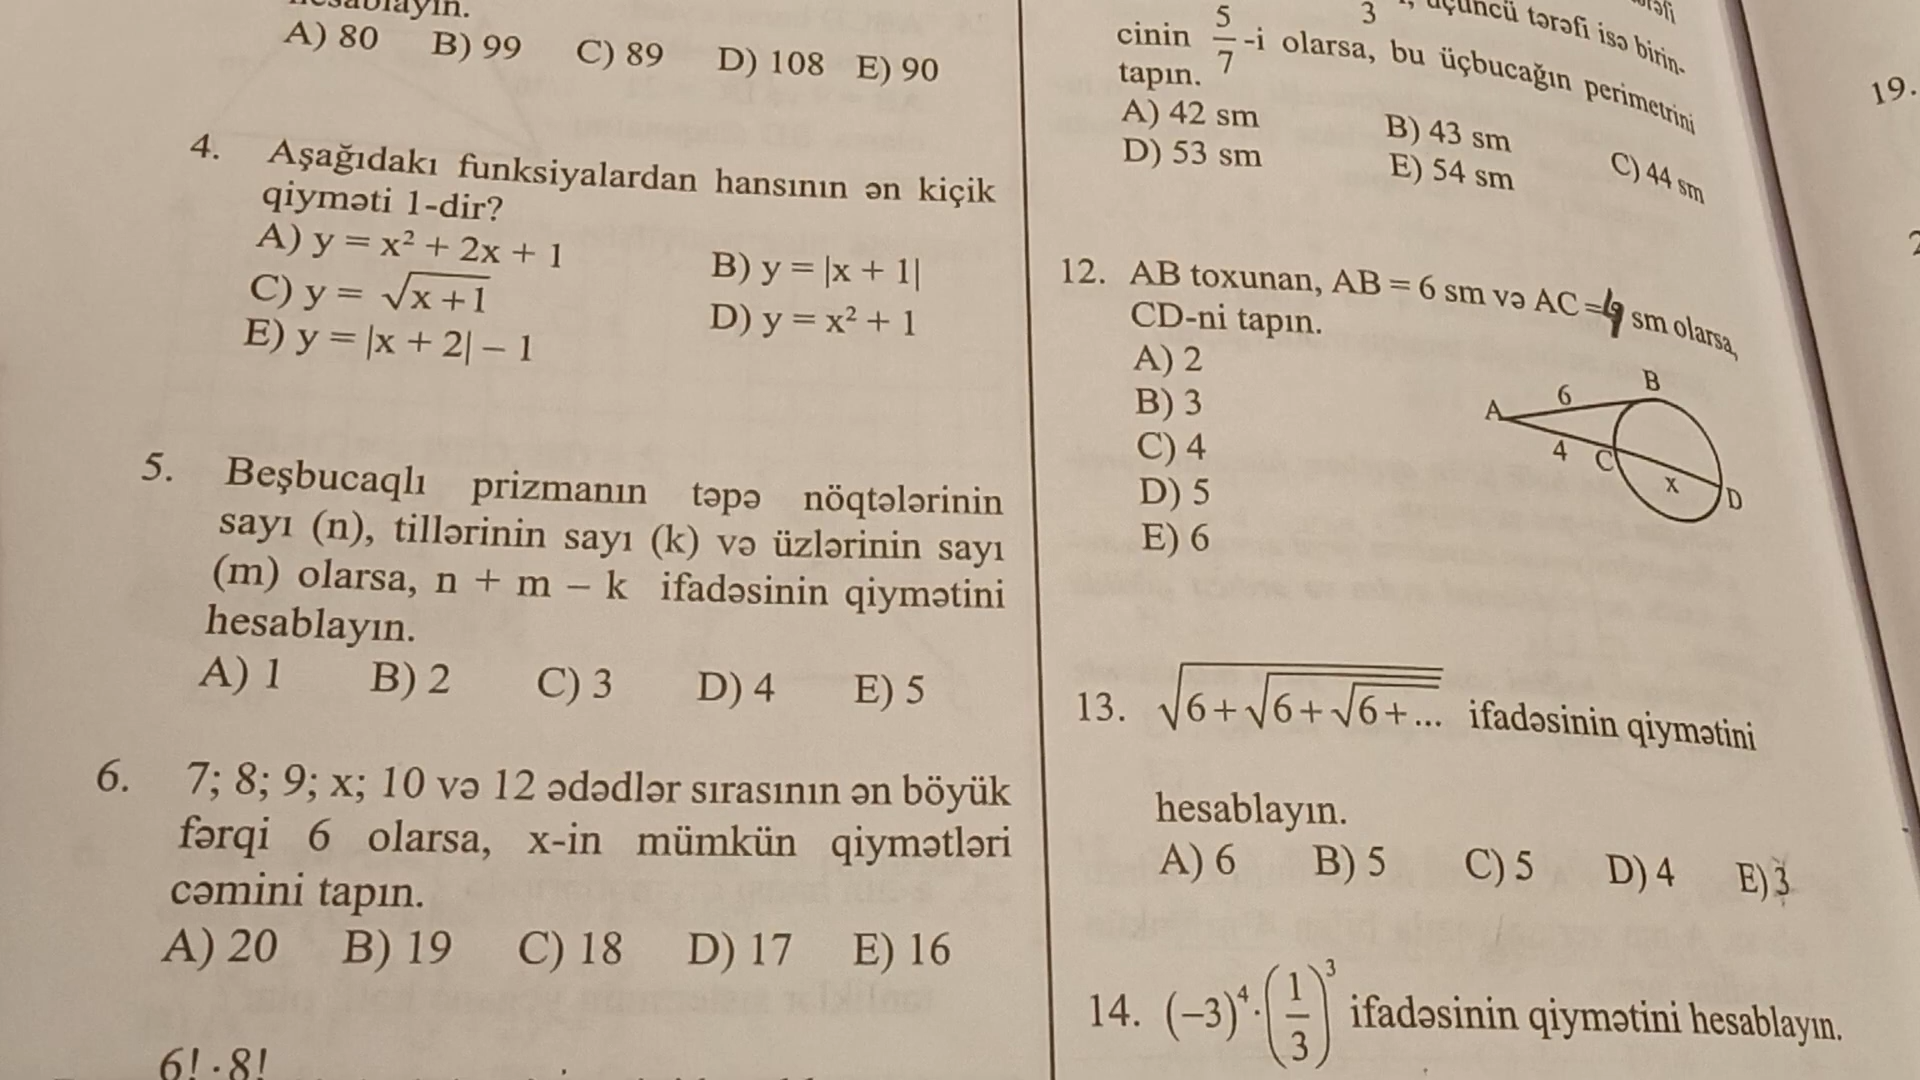 A) 80 B) 99 C) 89 D) 108 E) 90
4. Aşağıdakı funksiyalardan hansının ən kiçik
qiyməti 1-dir?
A) y = x² + 2x + 1 B) y = |x + 1|
C) y = √(x + 1) D) y = x² + 1
E) y = |x + 2| – 1
5. Beşbucaqlı prizmanın təpə nöqtələrinin
sayı (n), tillərinin sayı (k) və üzlərinin sayı
(m) olarsa, n + m – k ifadəsinin qiymətini
hesablayın.
A) 1 B) 2 C) 3 D) 4 E) 5
6. 7; 8; 9; x; 10 və 12 ədədlər sırasının ən böyük
fərqi 6 olarsa, x-in mümkün qiymətləri
cəmini tapın.
A) 20 B) 19 C) 18 D) 17 E) 16
6! · 8!
3 üçüncü tərəfi isə birin-
cinin 5/7 -i olarsa, bu üçbucağın perimetrini
tapın.
A) 42 sm B) 43 sm C) 44 sm
D) 53 sm E) 54 sm
12. AB toxunan, AB = 6 sm və AC = 4 sm olarsa,
CD-ni tapın.
A) 2
B) 3
C) 4
D) 5
E) 6
A 6 B
4 C x D
13. √(6 + √(6 + √(6 + ... ifadəsinin qiymətini
hesablayın.
A) 6 B) 5 C) 5 D) 4 E) 3
14. (–3)⁴ · (1/3)³ ifadəsinin qiymətini hesablayın.
19.